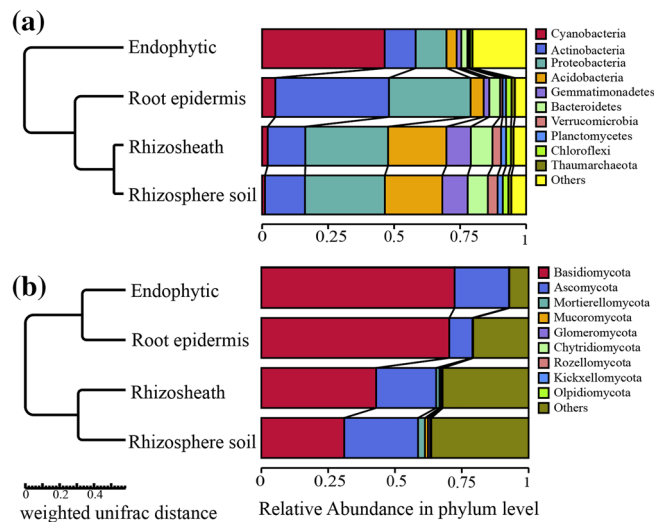 (a)
Endophytic
Root epidermis
Rhizosheath
Rhizosphere soil
Cyanobacteria
Actinobacteria
Proteobacteria
Acidobacteria
Gemmatimonadetes
Bacteroidetes
Verrucomicrobia
Planctomycetes
Chloroflexi
Thaumarchaeota
Others
0 0.25 0.5 0.75 1
(b)
Endophytic
Root epidermis
Rhizosheath
Rhizosphere soil
Basidiomycota
Ascomycota
Mortierellomycota
Mucoromycota
Glomeromycota
Chytridiomycota
Rozellomycota
Kickxellomycota
Olpidiomycota
Others
0 0.25 0.5 0.75 1
0 0.2 0.4
weighted unifrac distance
Relative Abundance in phylum level